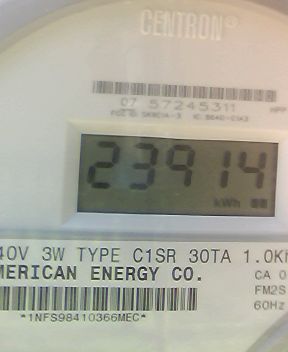 CENTRON®
07 57245311
23914
kWh
40V 3W TYPE C1SR 30TA 1.0K
MERICAN ENERGY CO.
CA 0
FM2S
60Hz
*1NFS98410366MEC*